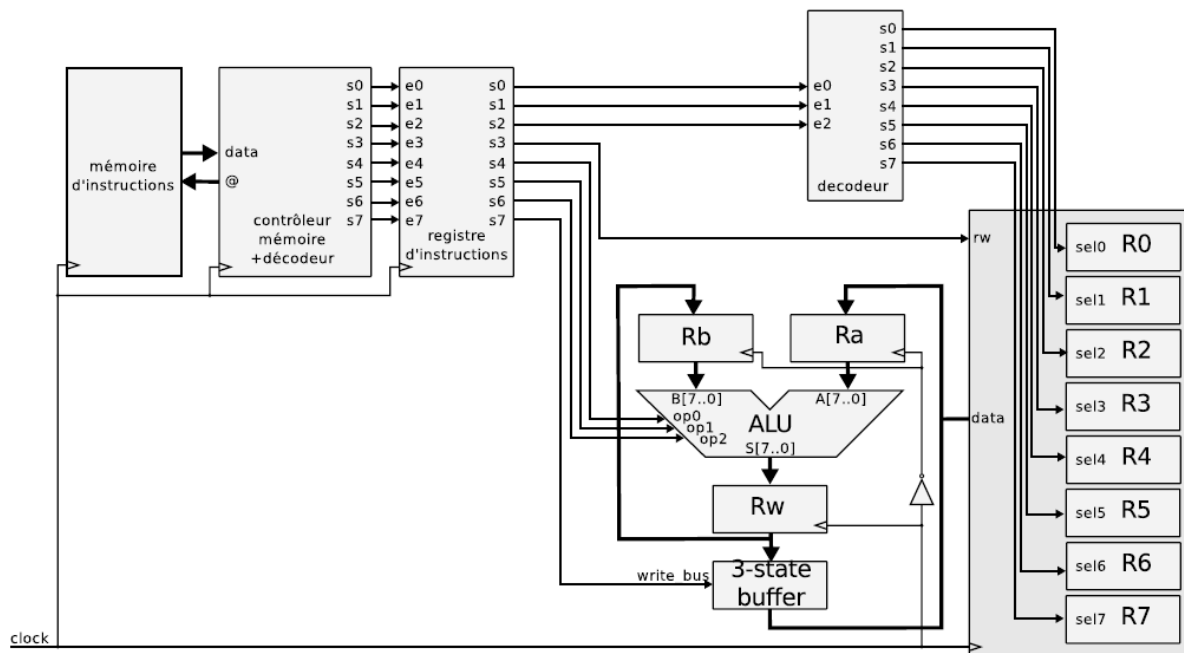 mémoire
d'instructions
data
@
s0
s1
s2
s3
s4
s5
s6
s7
contrôleur
mémoire
+décodeur
e0
e1
e2
e3
e4
e5
e6
e7
s0
s1
s2
s3
s4
s5
s6
s7
registre
d'instructions
e0
e1
e2
s0
s1
s2
s3
s4
s5
s6
s7
decodeur
rw
data
sel0 R0
sel1 R1
sel2 R2
sel3 R3
sel4 R4
sel5 R5
sel6 R6
sel7 R7
Rb
Ra
B[7..0]
A[7..0]
op0
op1
op2
ALU
S[7..0]
Rw
write bus
3-state
buffer
clock